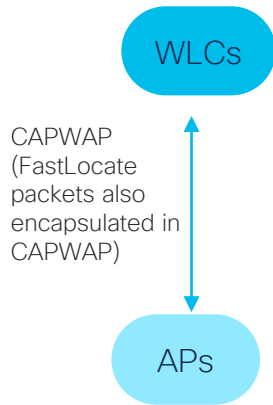 WLCs
CAPWAP
(FastLocate
packets also
encapsulated in
CAPWAP)
APs